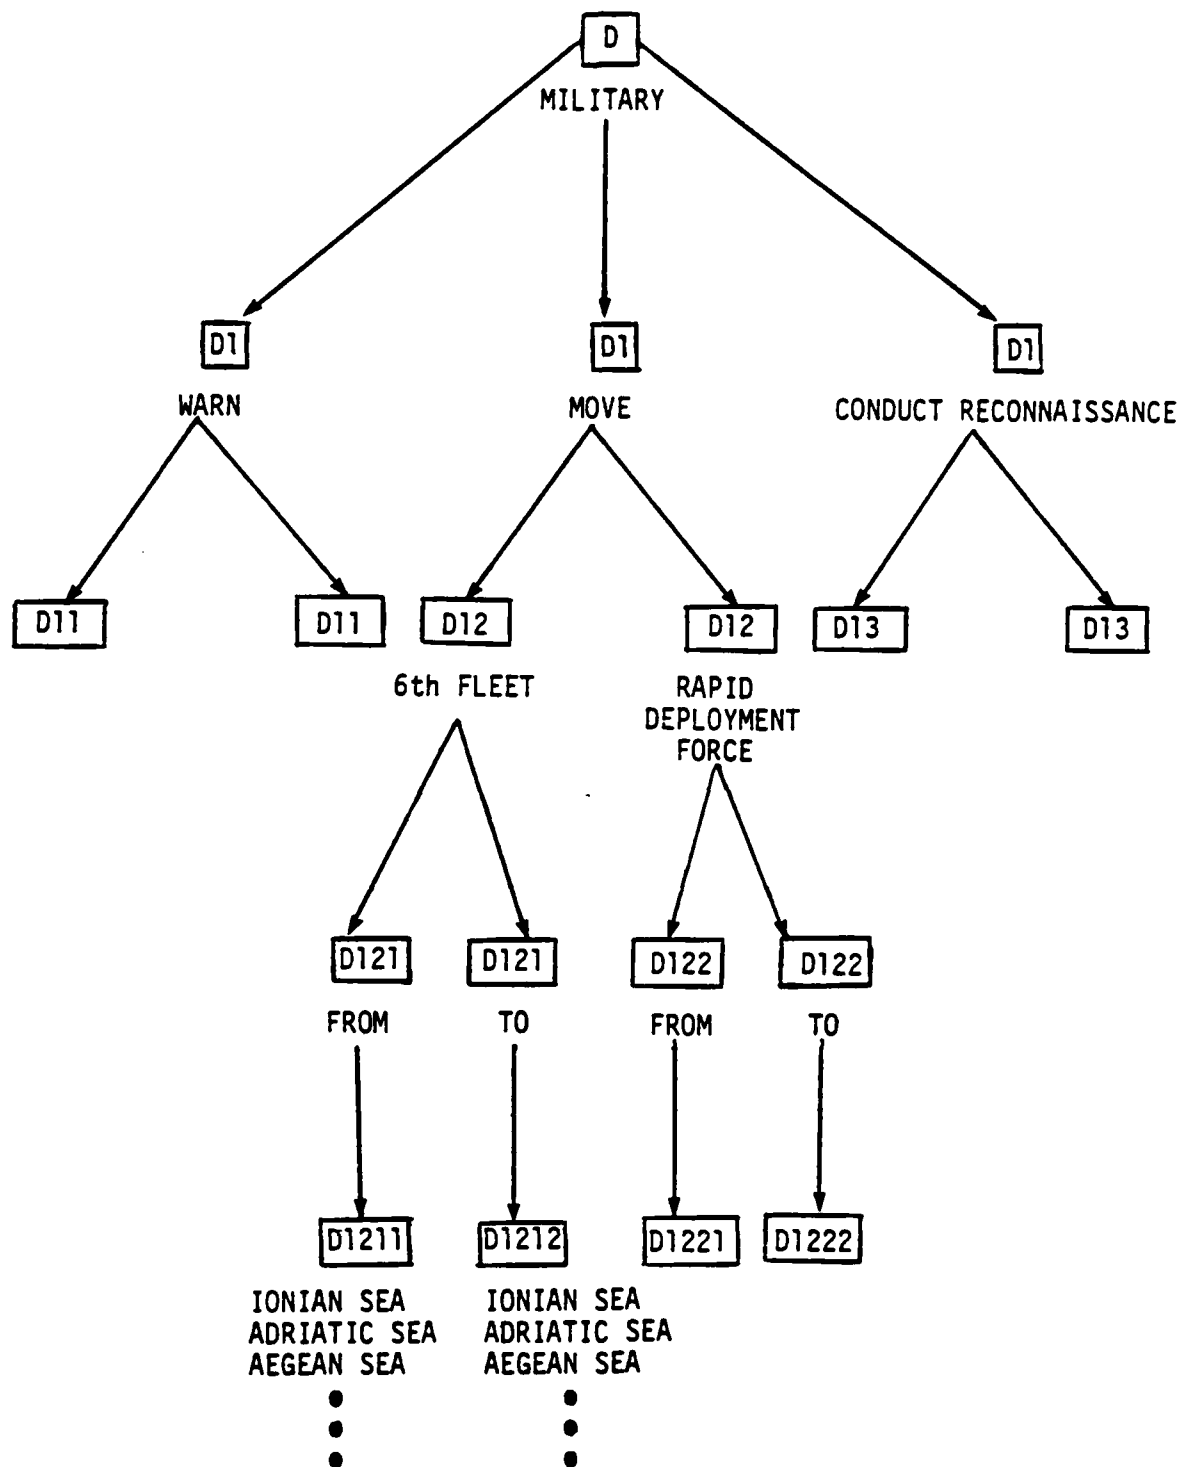 D
MILITARY
D1
D1
D1
WARN
MOVE
CONDUCT RECONNAISSANCE
D11
D11
D12
D12
D13
D13
6th FLEET
RAPID
DEPLOYMENT
FORCE
D121
D121
D122
D122
FROM
TO
FROM
TO
D1211
D1212
D1221
D1222
IONIAN SEA
ADRIATIC SEA
AEGEAN SEA
IONIAN SEA
ADRIATIC SEA
AEGEAN SEA